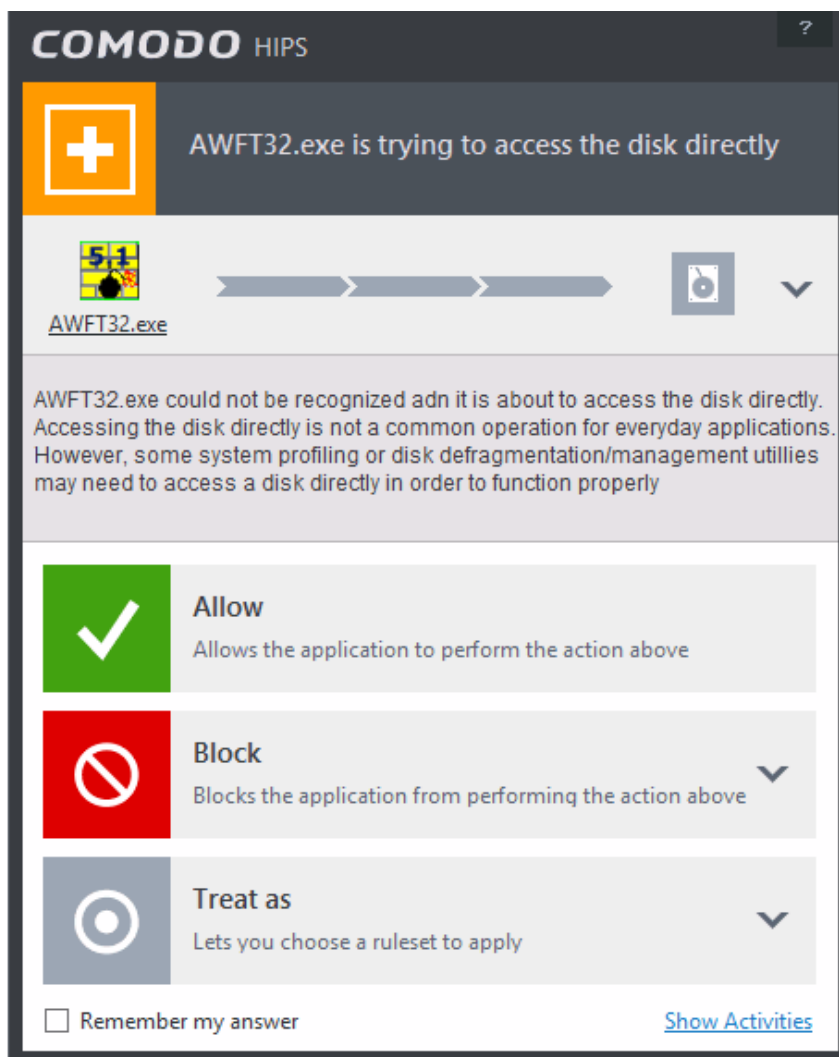 COMODO HIPS
?
AWFT32.exe is trying to access the disk directly
5.1
AWFT32.exe
AWFT32.exe could not be recognized adn it is about to access the disk directly.
Accessing the disk directly is not a common operation for everyday applications.
However, some system profiling or disk defragmentation/management utillies
may need to access a disk directly in order to function properly
Allow
Allows the application to perform the action above
Block
Blocks the application from performing the action above
Treat as
Lets you choose a ruleset to apply
Remember my answer
Show Activities